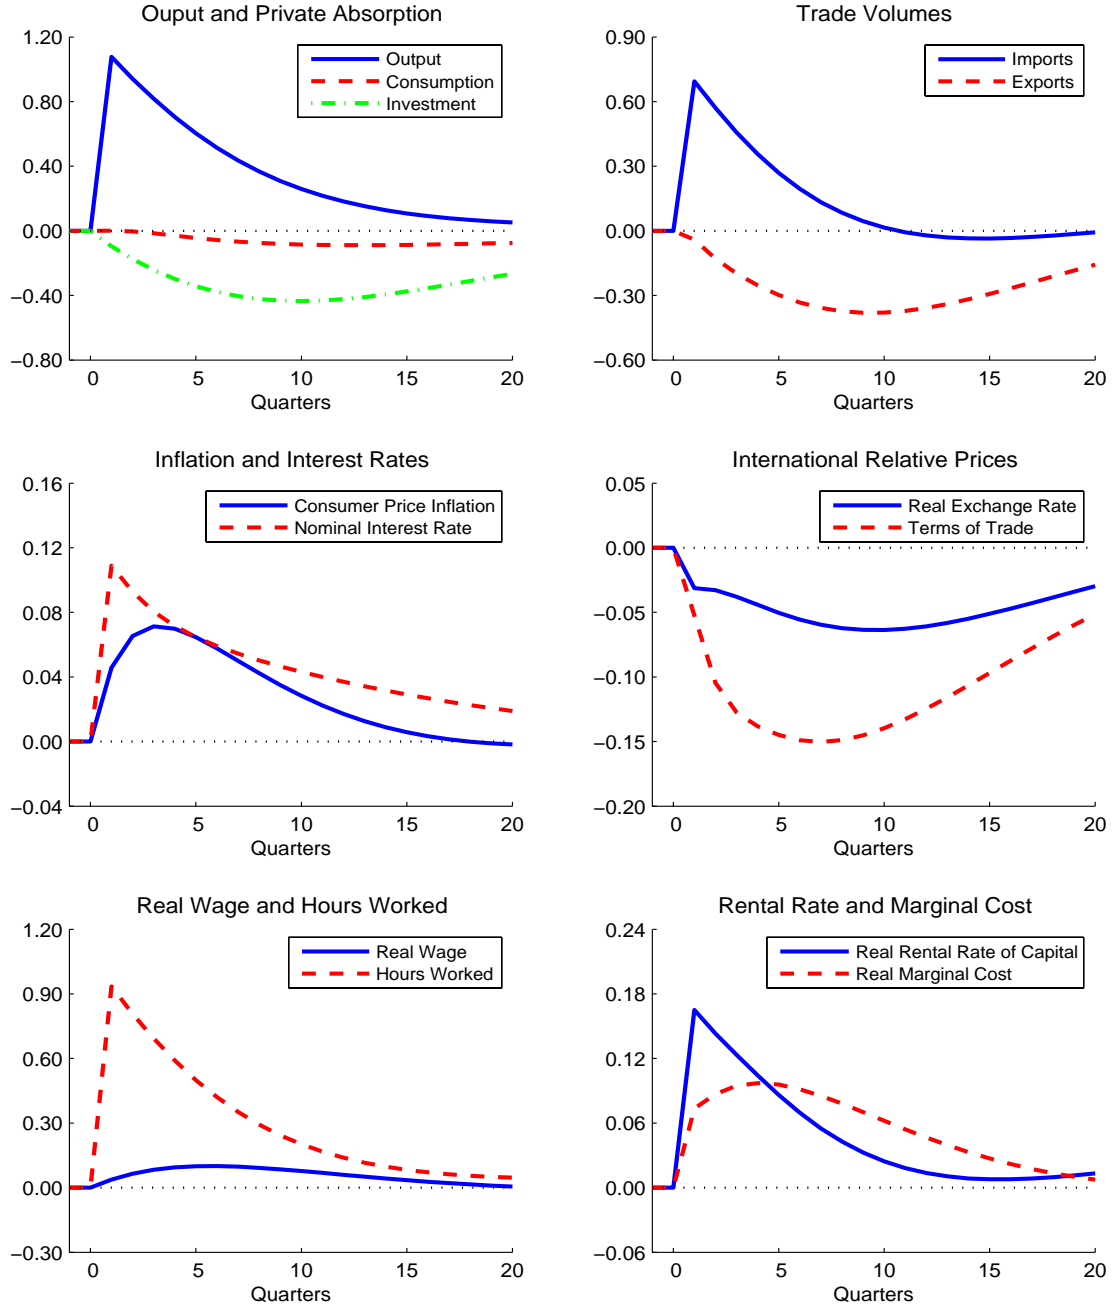 Ouput and Private Absorption
1.20
0.80
0.40
0.00
−0.40
−0.80
Output
Consumption
Investment
0 5 10 15 20
Quarters
Trade Volumes
0.90
0.60
0.30
0.00
−0.30
−0.60
Imports
Exports
0 5 10 15 20
Quarters
Inflation and Interest Rates
0.16
0.12
0.08
0.04
0.00
−0.04
Consumer Price Inflation
Nominal Interest Rate
0 5 10 15 20
Quarters
International Relative Prices
0.05
0.00
−0.05
−0.10
−0.15
−0.20
Real Exchange Rate
Terms of Trade
0 5 10 15 20
Quarters
Real Wage and Hours Worked
1.20
0.90
0.60
0.30
0.00
−0.30
Real Wage
Hours Worked
0 5 10 15 20
Quarters
Rental Rate and Marginal Cost
0.24
0.18
0.12
0.06
0.00
−0.06
Real Rental Rate of Capital
Real Marginal Cost
0 5 10 15 20
Quarters